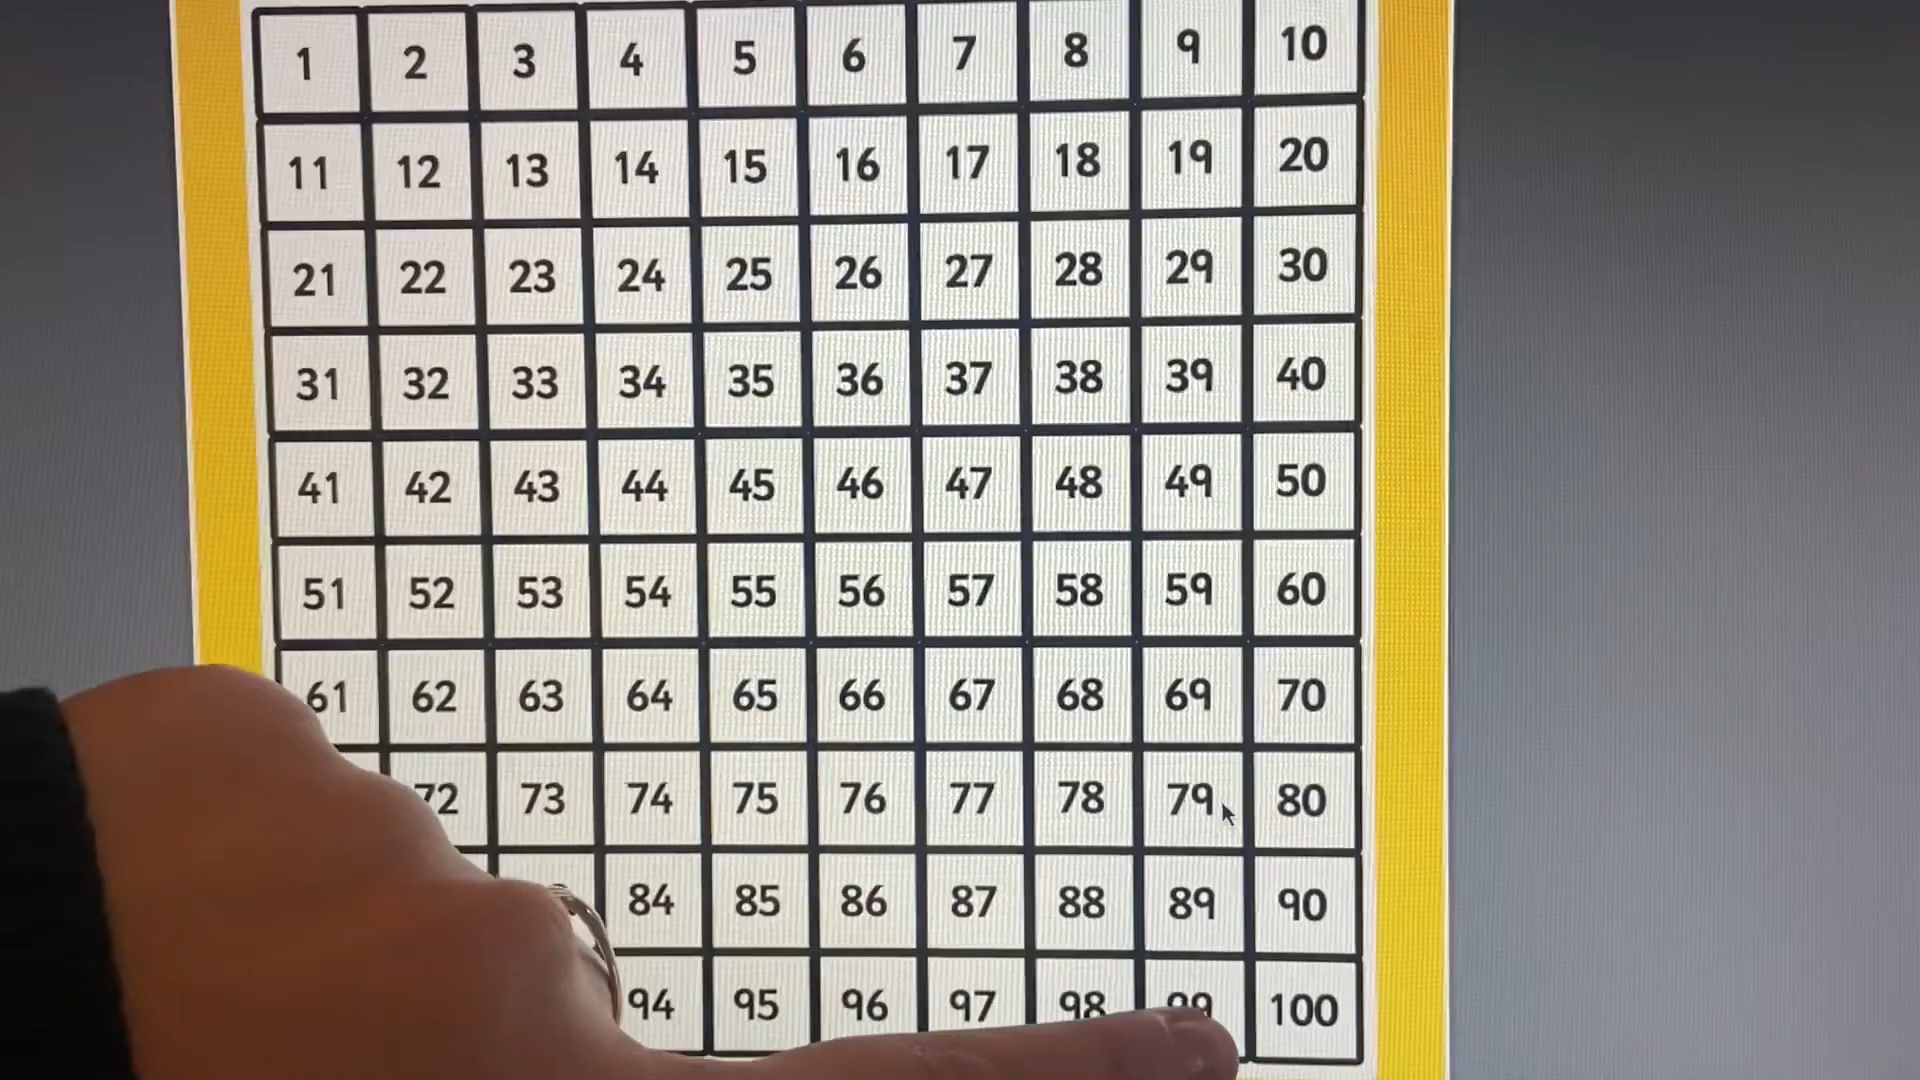 1 2 3 4 5 6 7 8 9 10
11 12 13 14 15 16 17 18 19 20
21 22 23 24 25 26 27 28 29 30
31 32 33 34 35 36 37 38 39 40
41 42 43 44 45 46 47 48 49 50
51 52 53 54 55 56 57 58 59 60
61 62 63 64 65 66 67 68 69 70
72 73 74 75 76 77 78 79 80
84 85 86 87 88 89 90
94 95 96 97 98 99 100